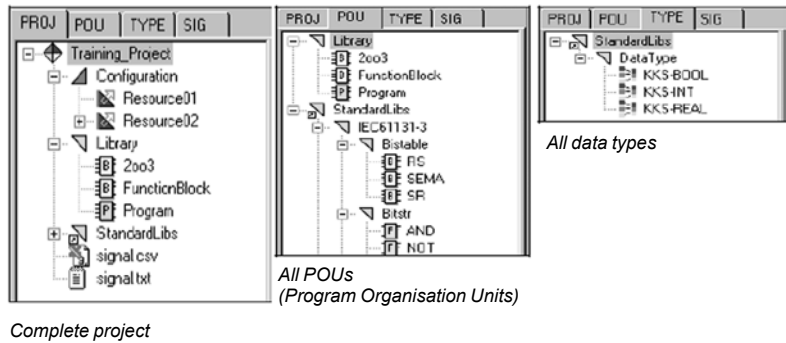 PROJ POU TYPE SIG
Training_Project
Configuration
Resource01
Resource02
Library
B 2oo3
B FunctionBlock
P Program
StandardLibs
signal.csv
signal.txt
Complete project
PROJ POU TYPE SIG
Library
B 2oo3
B FunctionBlock
P Program
StandardLibs
IEC61131-3
Bistable
B RS
B SEMA
B SR
Bitstr
F AND
F NOT
All POUs
(Program Organisation Units)
PROJ POU TYPE SIG
StandardLibs
DataType
KKS-BOOL
KKS-INT
KKS-REAL
All data types